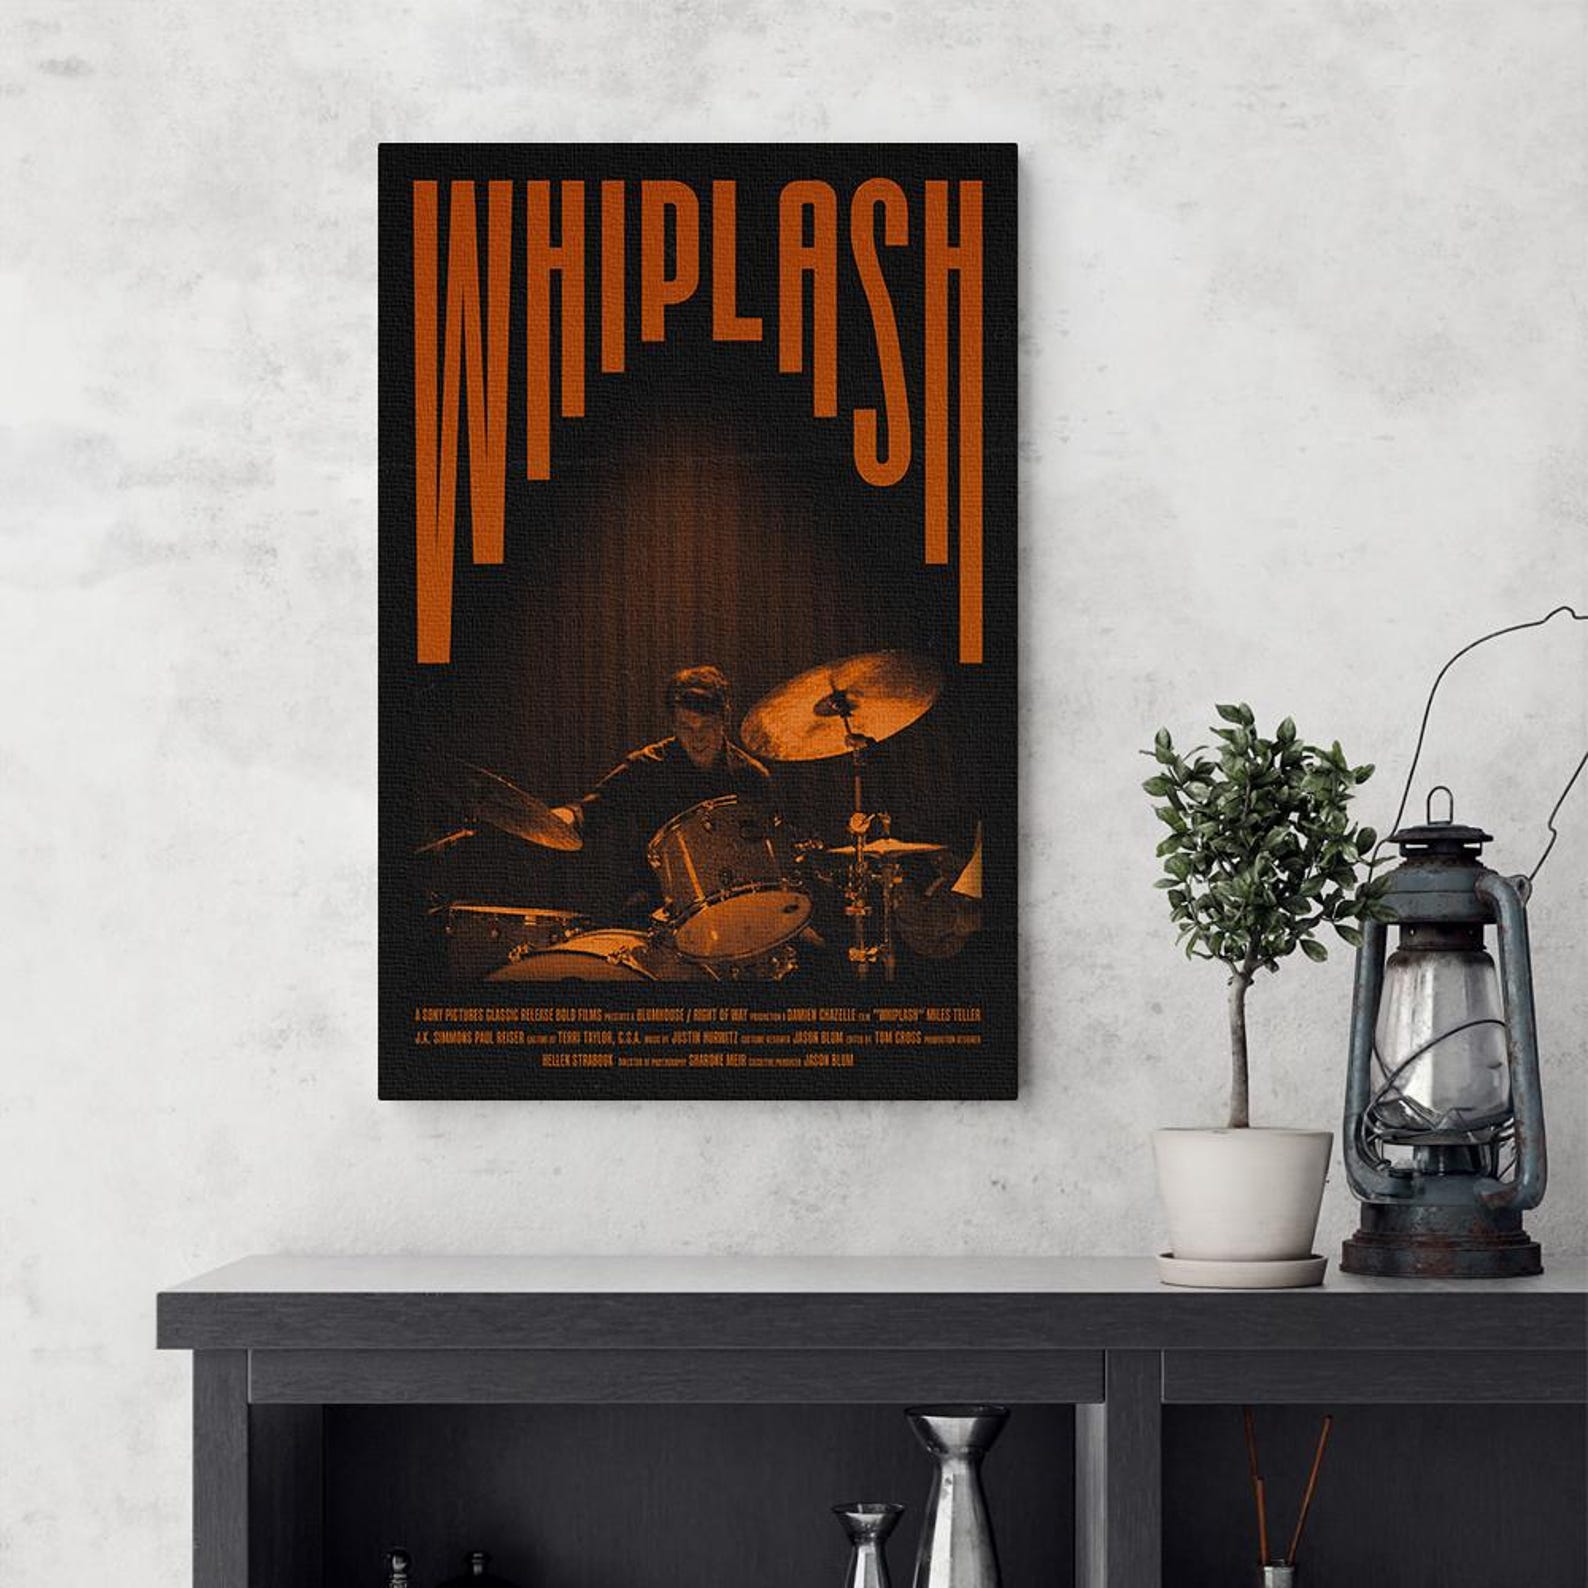 WHIPLASH
A SONY PICTURES CLASSIC RELEASE BOLD FILMS PRESENTS A BLUMHOUSE / RIGHT OF WAY PRODUCTION A DAMIEN CHAZELLE FILM "WHIPLASH" MILES TELLER
J.K. SIMMONS PAUL REISER CASTING BY TERRI TAYLOR, C.S.A. MUSIC BY JUSTIN HURWITZ COSTUME DESIGNER JASON BLUM EDITED BY TOM CROSS PRODUCTION DESIGNER
HELLEN STRABOOK DIRECTOR OF PHOTOGRAPHY SHARONE MEIR EXECUTIVE PRODUCER JASON BLUM